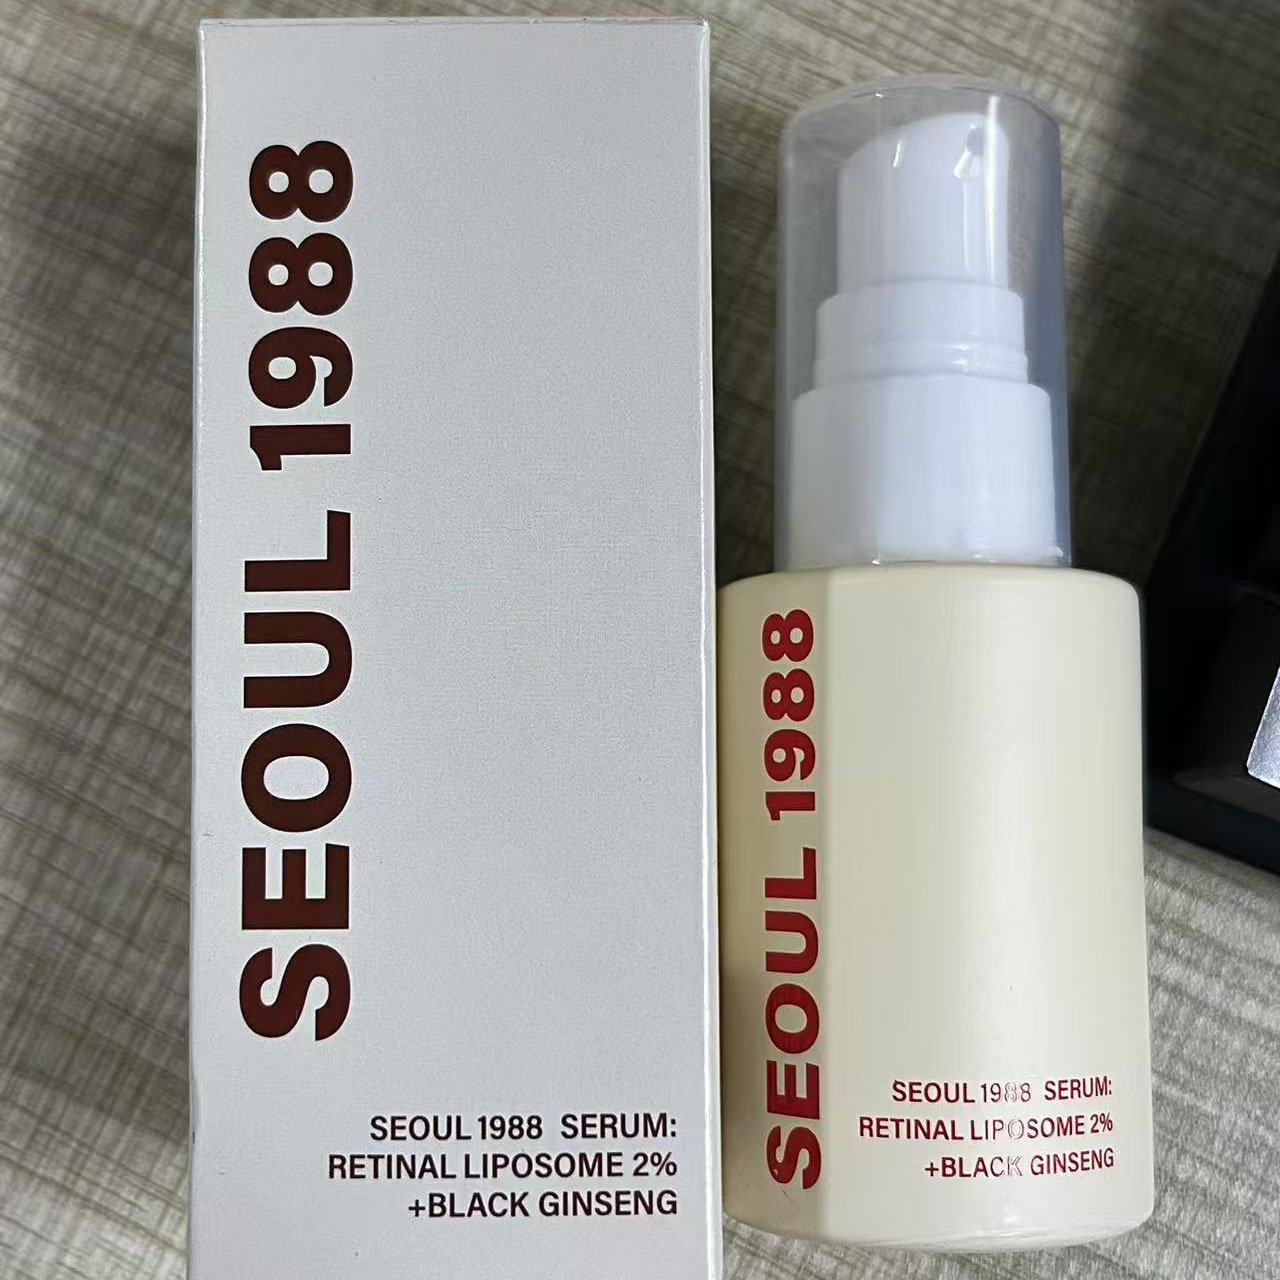 SEOUL 1988
SEOUL 1988 SERUM:
RETINAL LIPOSOME 2%
+BLACK GINSENG
SEOUL 1988
SEOUL 1988 SERUM:
RETINAL LIPOSOME 2%
+BLACK GINSENG